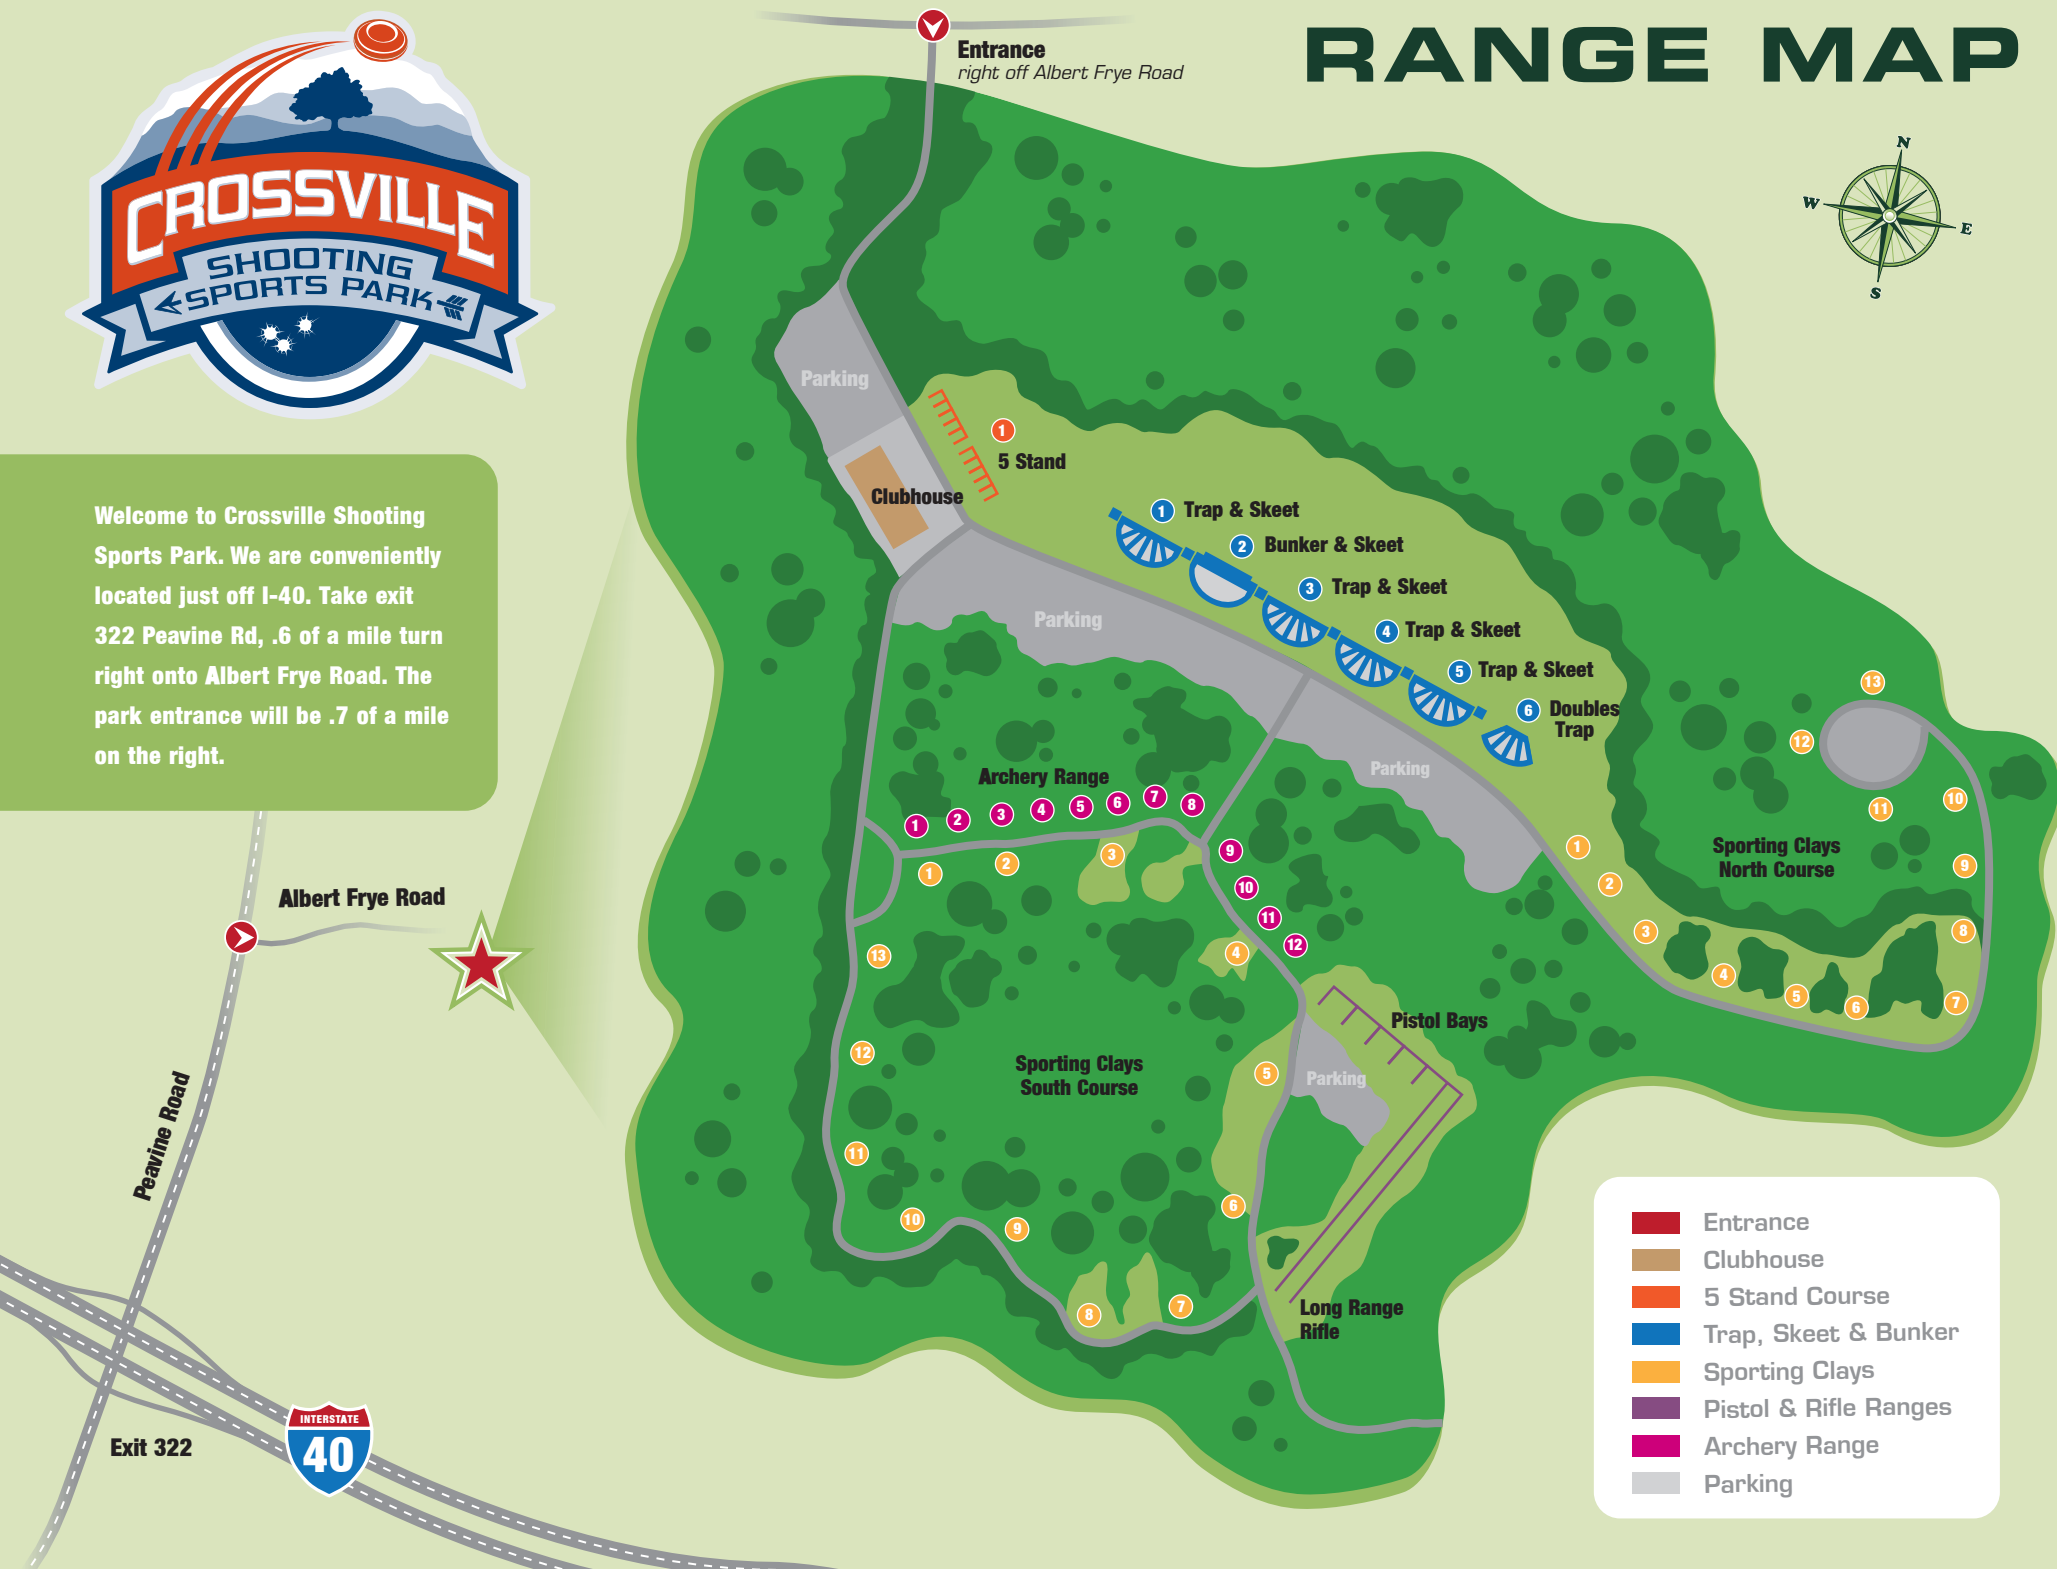 RANGE MAP
CROSSVILLE
SHOOTING
SPORTS PARK
Entrance
right off Albert Frye Road
N
W
E
S
Welcome to Crossville Shooting
Sports Park. We are conveniently
located just off I-40. Take exit
322 Peavine Rd, .6 of a mile turn
right onto Albert Frye Road. The
park entrance will be .7 of a mile
on the right.
Parking
1
5 Stand
Clubhouse
1 Trap & Skeet
2 Bunker & Skeet
3 Trap & Skeet
4 Trap & Skeet
5 Trap & Skeet
6 Doubles
Trap
Parking
Parking
Archery Range
1 2 3 4 5 6 7 8
9
10
11
12
Sporting Clays
North Course
1
2
3
4
5
6
7
8
9
10
11
12
13
Sporting Clays
South Course
1
2
3
4
5
6
7
8
9
10
11
12
13
Pistol Bays
Parking
Long Range
Rifle
Albert Frye Road
Peavine Road
Exit 322
INTERSTATE
40
Entrance
Clubhouse
5 Stand Course
Trap, Skeet & Bunker
Sporting Clays
Pistol & Rifle Ranges
Archery Range
Parking